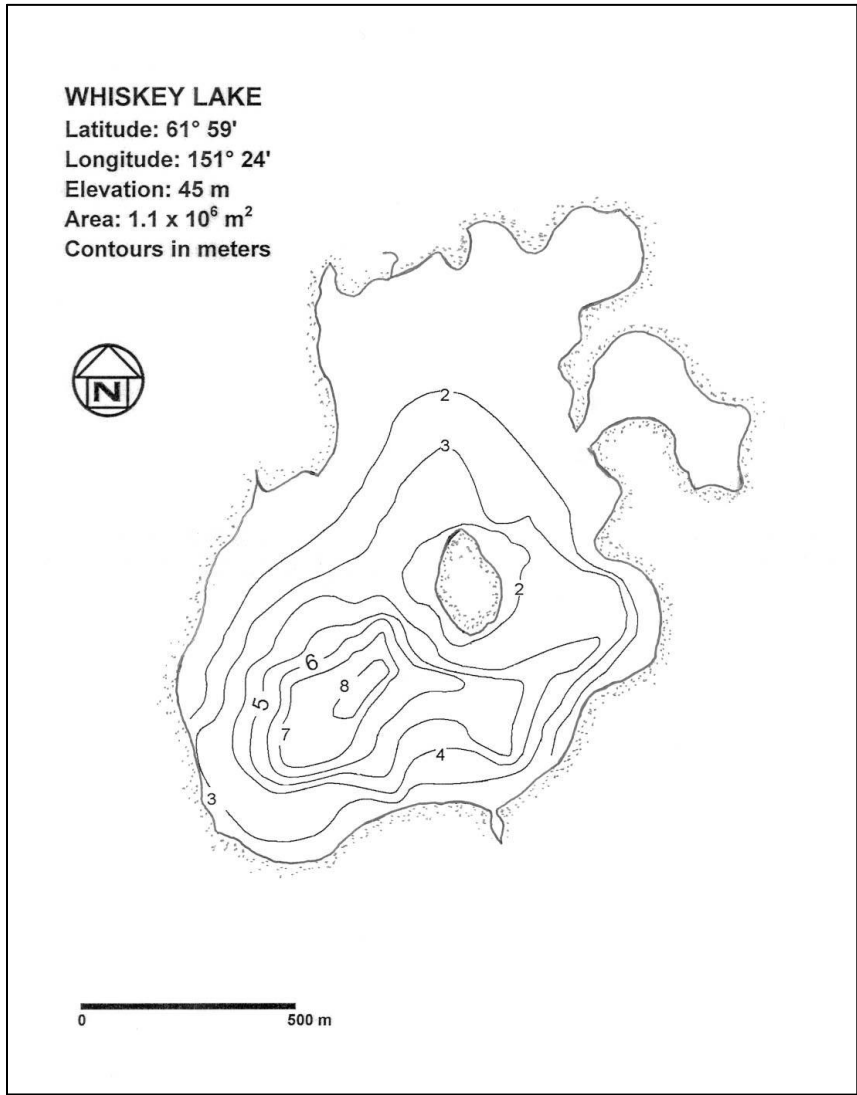 WHISKEY LAKE
Latitude: 61° 59'
Longitude: 151° 24'
Elevation: 45 m
Area: 1.1 x 10⁶ m²
Contours in meters
N
2
3
2
6
8
5
7
4
3
0 500 m